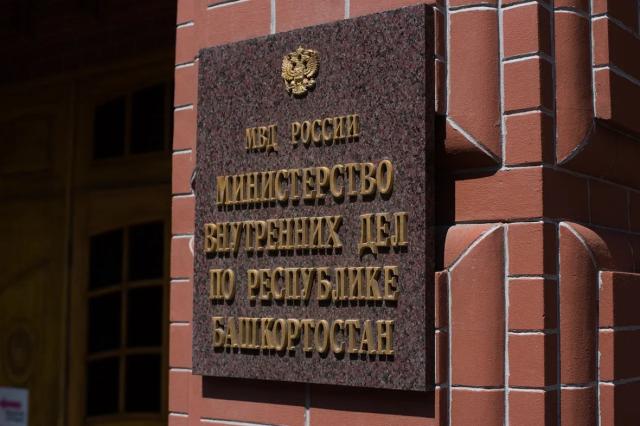 МВД РОССИИ
МИНИСТЕРСТВО
ВНУТРЕННИХ ДЕЛ
ПО РЕСПУБЛИКЕ
БАШКОРТОСТАН